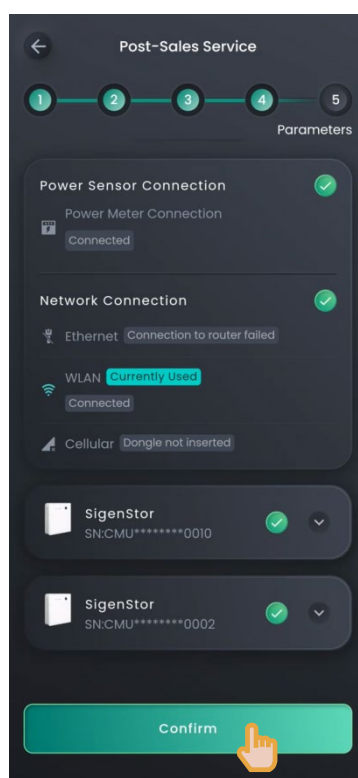 Post-Sales Service
1 2 3 4 5
Parameters
Power Sensor Connection
Power Meter Connection
Connected
Network Connection
Ethernet Connection to router failed
WLAN Currently Used
Connected
Cellular Dongle not inserted
SigenStor
SN:CMU********0010
SigenStor
SN:CMU********0002
Confirm